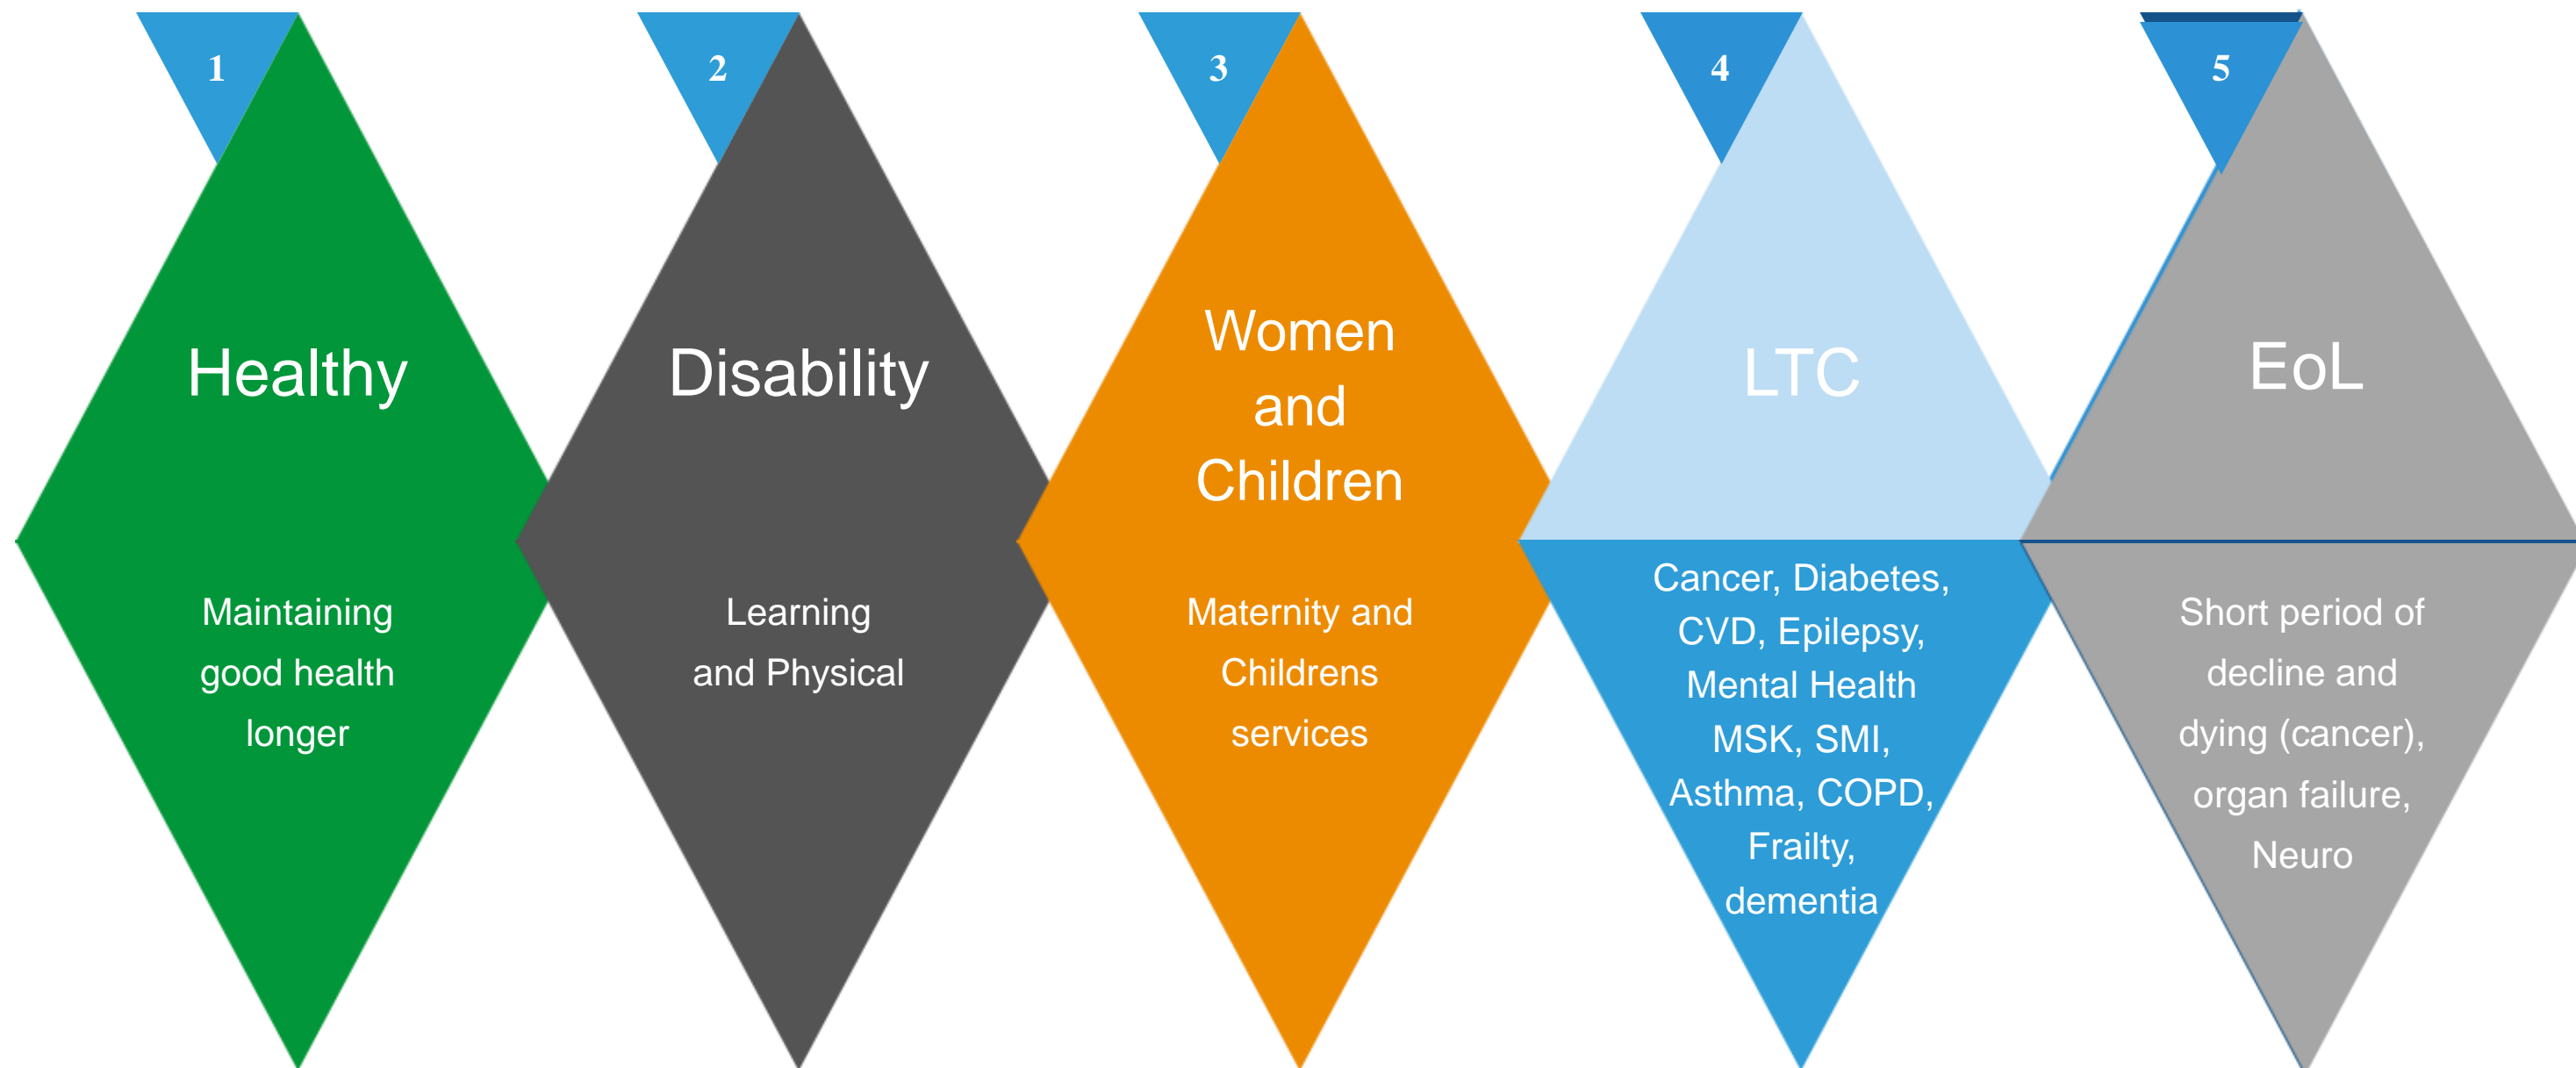 1
Healthy
Maintaining
good health
longer
2
Disability
Learning
and Physical
3
Women
and
Children
Maternity and
Childrens
services
4
LTC
Cancer, Diabetes,
CVD, Epilepsy,
Mental Health
MSK, SMI,
Asthma, COPD,
Frailty,
dementia
5
EoL
Short period of
decline and
dying (cancer),
organ failure,
Neuro